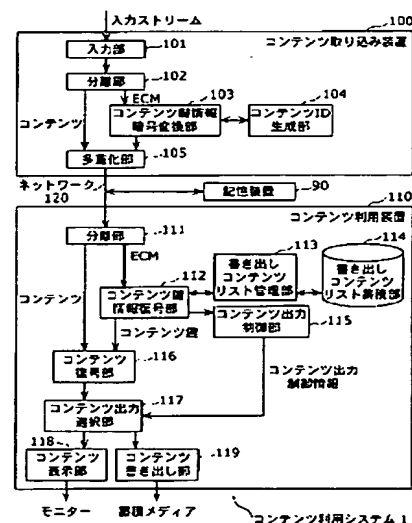 入力ストリーム
100
コンテンツ取り込み装置
入力部
101
分離部
102
ECM
103
104
コンテンツ
コンテンツ鍵情報
暗号変換部
コンテンツID
生成部
多重化部
105
ネットワーク
120
記憶装置
90
110
コンテンツ利用装置
分離部
111
ECM
113
114
112
書き出し
コンテンツ
リスト管理部
書き出し
コンテンツ
リスト蓄積部
コンテンツ
コンテンツ鍵
情報復号部
コンテンツ出力
制御部
115
コンテンツ鍵
116
コンテンツ
復号部
コンテンツ出力
制御情報
コンテンツ出力
選択部
117
118
コンテンツ
表示部
コンテンツ
書き出し部
119
モニター
蓄積メディア
コンテンツ利用システム 1